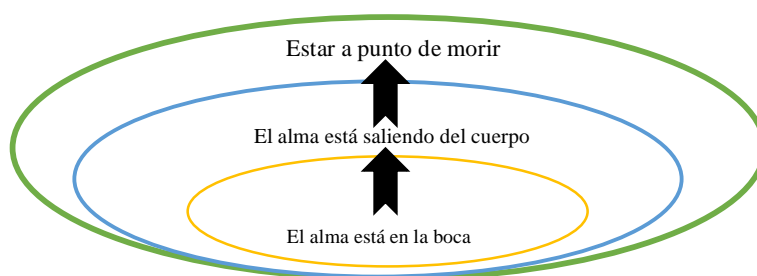 Estar a punto de morir
El alma está saliendo del cuerpo
El alma está en la boca